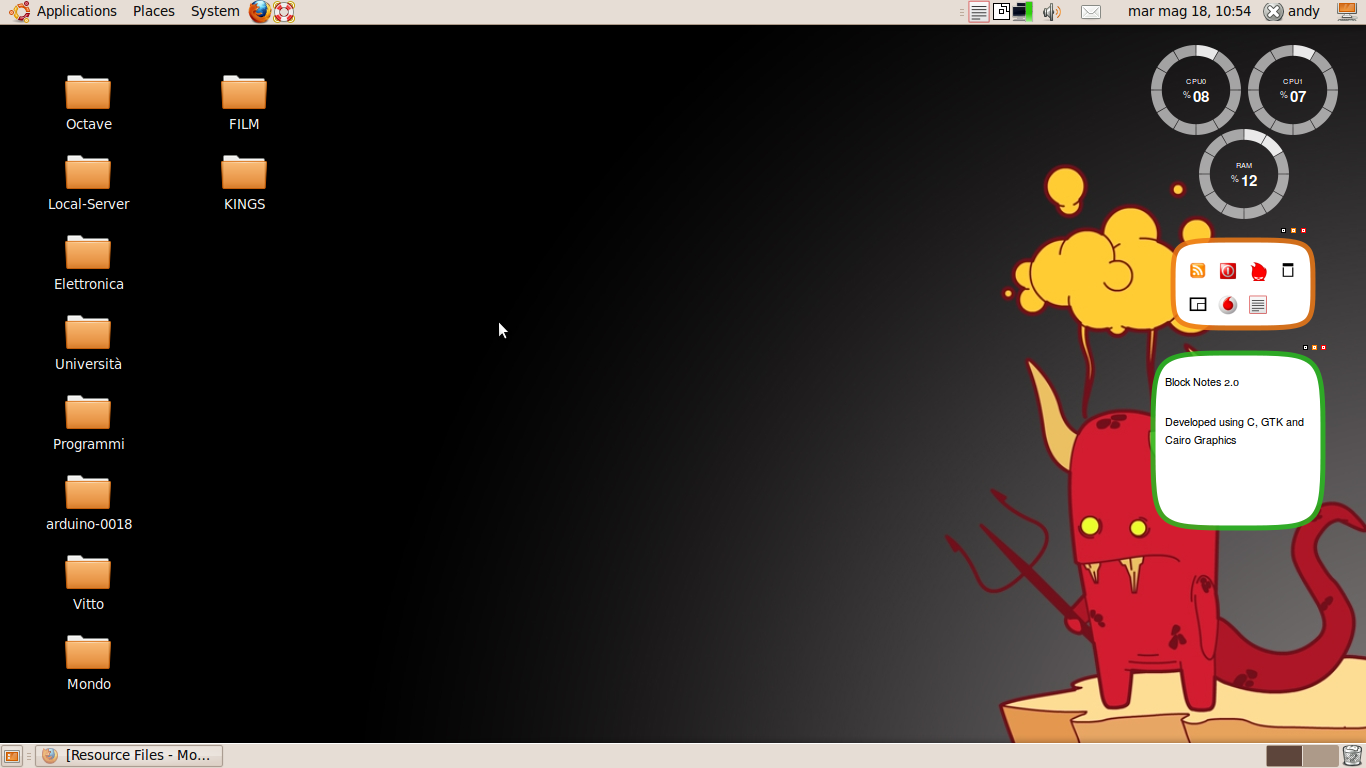 Applications Places System
mar mag 18, 10:54 andy
Octave
FILM
Local-Server
KINGS
Elettronica
Università
Programmi
arduino-0018
Vitto
Mondo
CPU0
% 08
CPU1
% 07
RAM
% 12
Block Notes 2.0
Developed using C, GTK and
Cairo Graphics
[Resource Files - Mo...